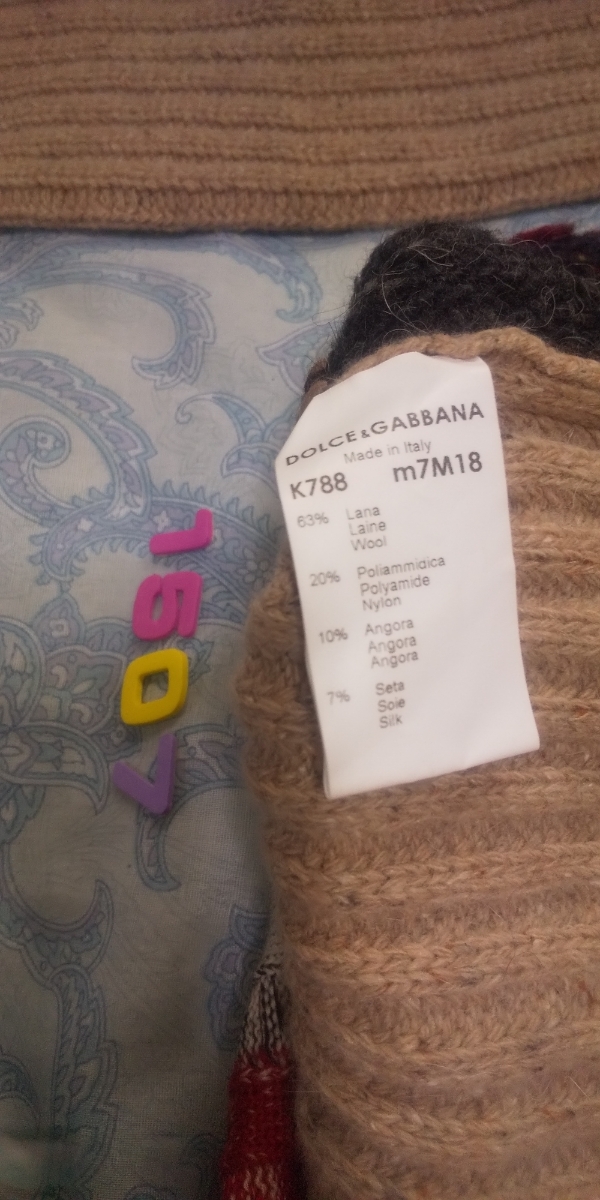 DOLCE&GABBANA
Made in Italy
K788 m7M18
63% Lana
Laine
Wool
20% Poliammidica
Polyamide
Nylon
10% Angora
Angora
Angora
7% Seta
Soie
Silk
1507